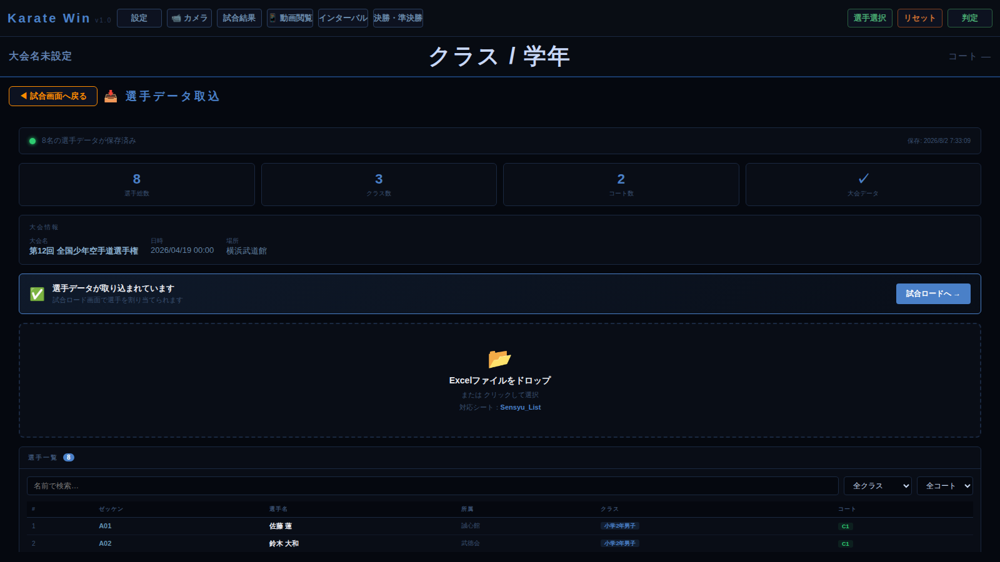 Karate Win v1.0 設定 📹 カメラ 試合結果 📱 動画閲覧 インターバル 決勝・準決勝 選手選択 リセット 判定
大会名未設定 クラス / 学年 コート —
◀ 試合画面へ戻る 📥 選手データ取込
8名の選手データが保存済み 保存: 2026/8/2 7:33:09
8 3 2 ✓
選手総数 クラス数 コート数 大会データ
大会情報
大会名 日時 場所
第12回 全国少年空手道選手権 2026/04/19 00:00 横浜武道館
✅ 選手データが取り込まれています
試合ロード画面で選手を割り当てられます
試合ロードへ →
Excelファイルをドロップ
または クリックして選択
対応シート：Sensyu_List
選手一覧 8
名前で検索… 全クラス 全コート
# ゼッケン 選手名 所属 クラス コート
1 A01 佐藤 蓮 誠心館 小学2年男子 C1
2 A02 鈴木 大和 武徳会 小学2年男子 C1